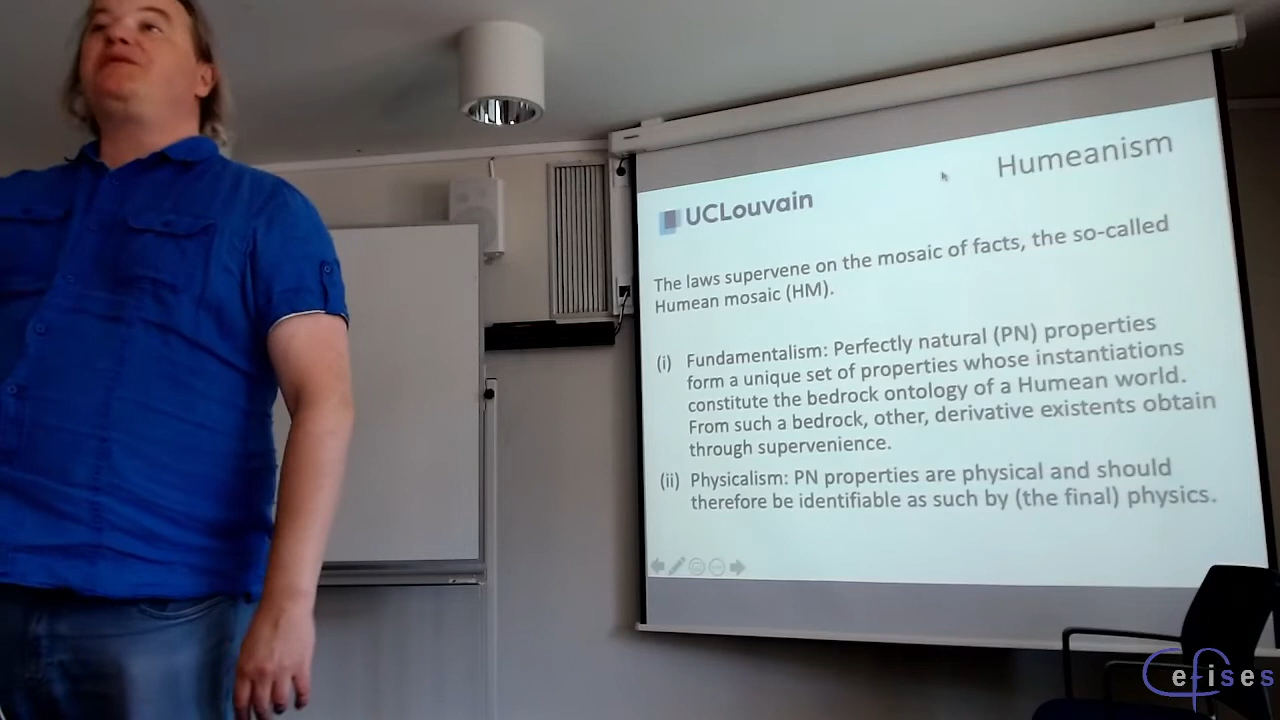 Humeanism
UCLouvain
The laws supervene on the mosaic of facts, the so-called
Humean mosaic (HM).
(i) Fundamentalism: Perfectly natural (PN) properties
form a unique set of properties whose instantiations
constitute the bedrock ontology of a Humean world.
From such a bedrock, other, derivative existents obtain
through supervenience.
(ii) Physicalism: PN properties are physical and should
therefore be identifiable as such by (the final) physics.
Cefises